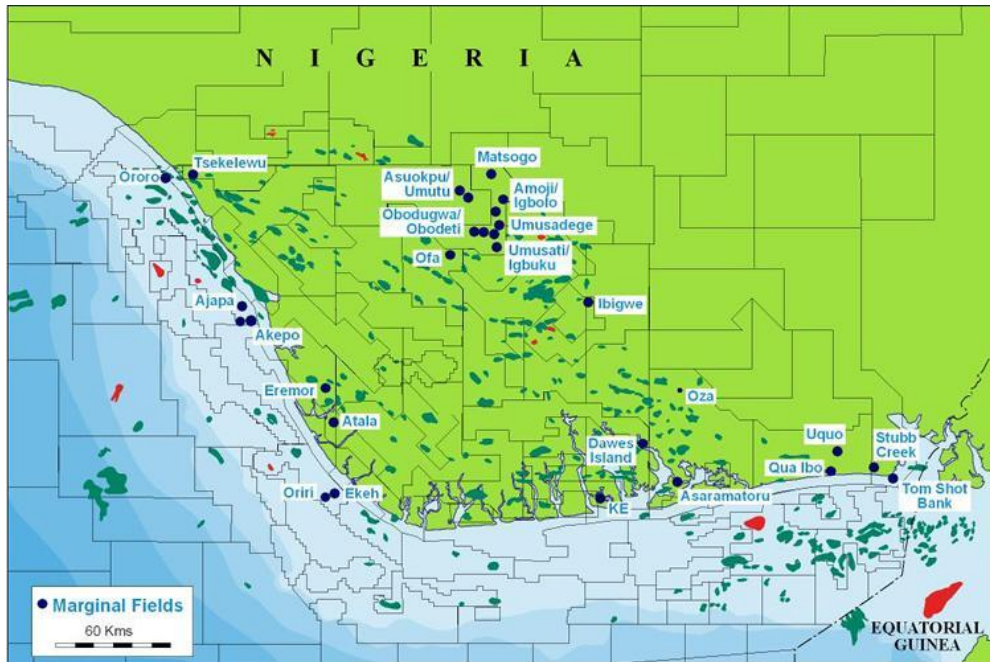 NIGERIA
Tsekelewu
Ororo
Matsogo
Asuokpu/
Umutu
Amoji/
Igbolo
Obodugwa/
Obodeti
Umusadege
Umusati/
Igbuku
Ofa
Ajapa
Akepo
Ibigwe
Eremor
Atala
Oza
Dawes
Island
Uquo
Stubb
Creek
Qua Ibo
Tom Shot
Bank
Oriri
Ekeh
KE
Asaramatoru
Marginal Fields
60 Kms
EQUATORIAL
GUINEA